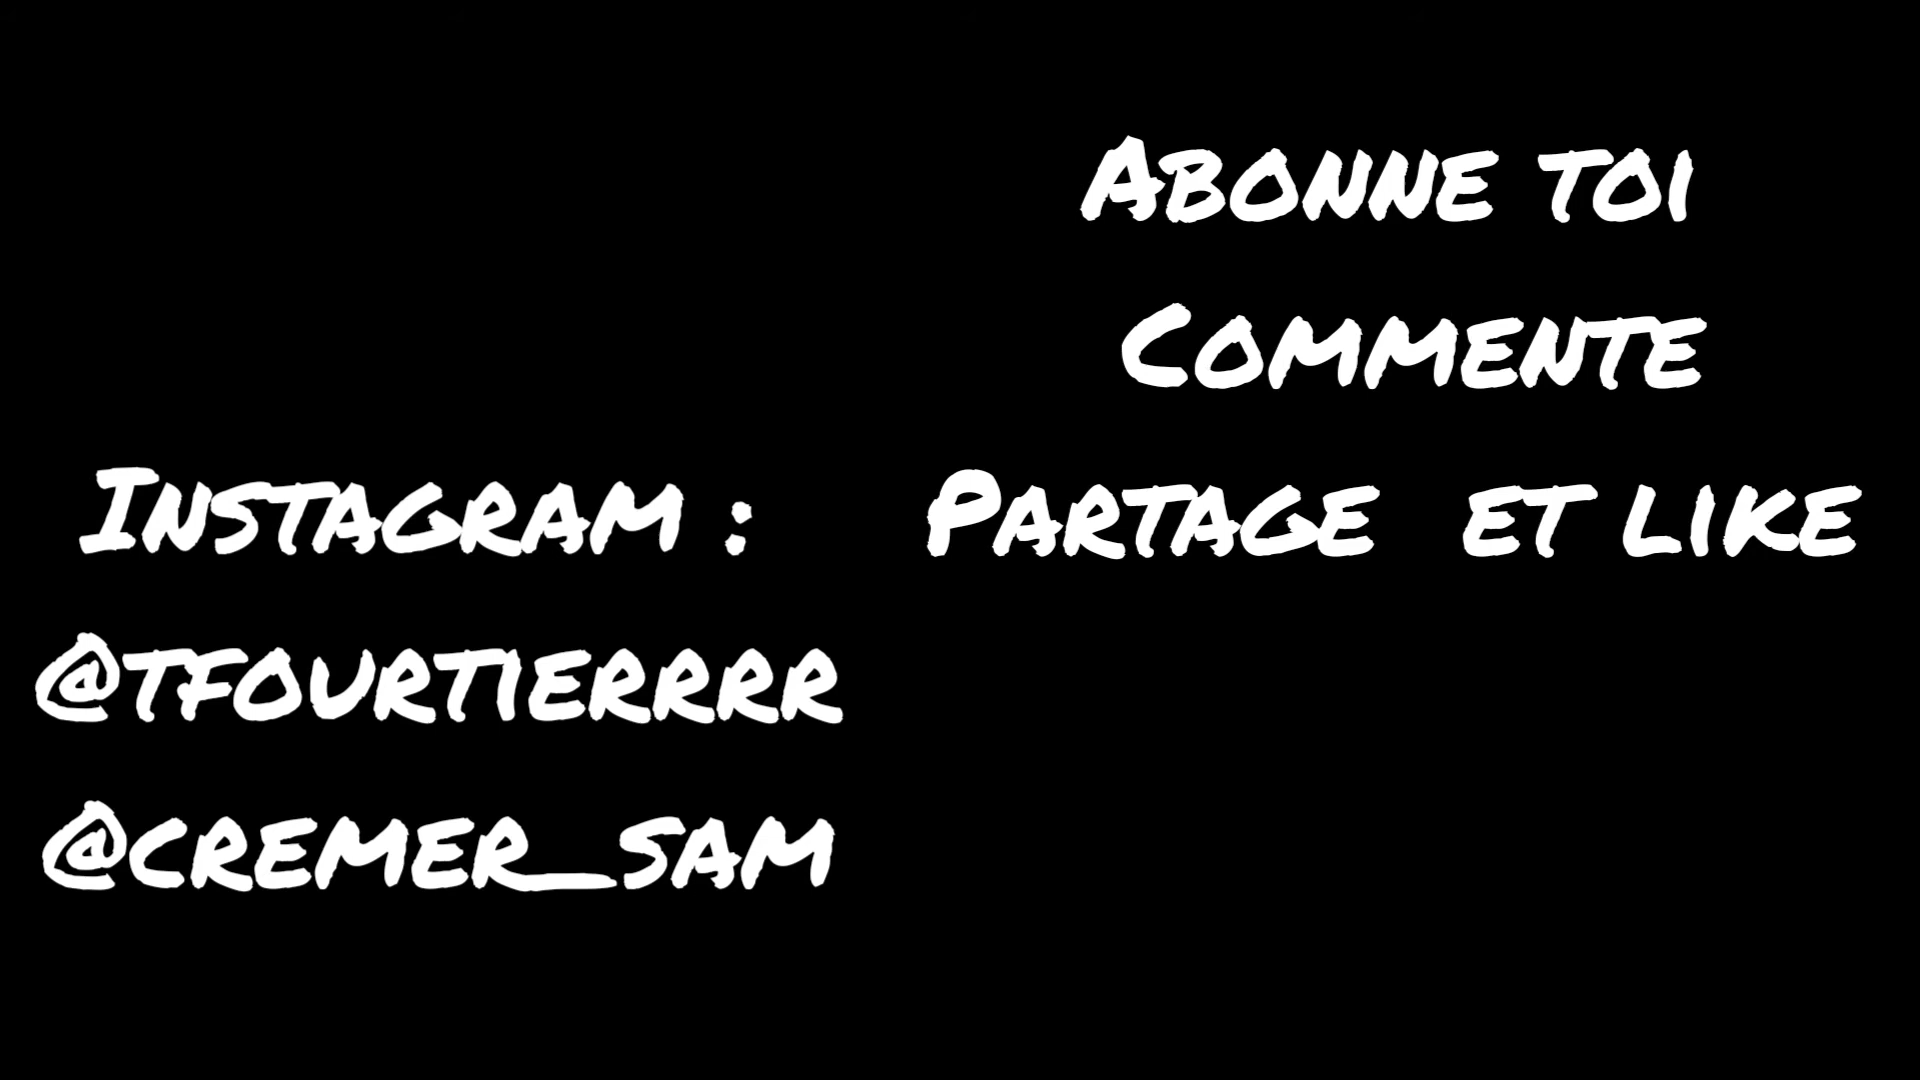 Abonne toi
Commente
Partage et like
Instagram :
@tfourtierrrr
@cremer_sam